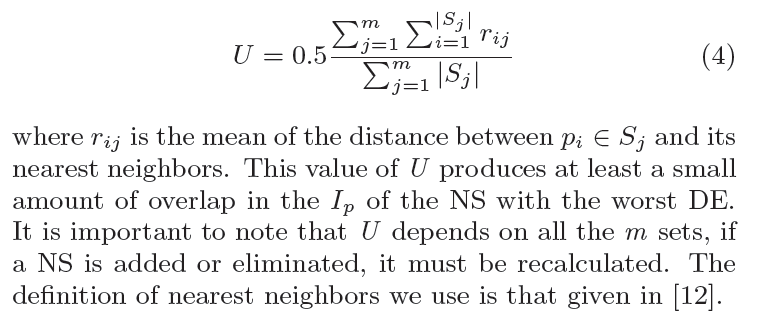 U = 0.5 \frac{\sum_{j=1}^{m} \sum_{i=1}^{|S_j|} r_{ij}}{\sum_{j=1}^{m} |S_j|} (4)
where r_{ij} is the mean of the distance between p_i ∈ S_j and its
nearest neighbors. This value of U produces at least a small
amount of overlap in the I_p of the NS with the worst DE.
It is important to note that U depends on all the m sets, if
a NS is added or eliminated, it must be recalculated. The
definition of nearest neighbors we use is that given in [12].